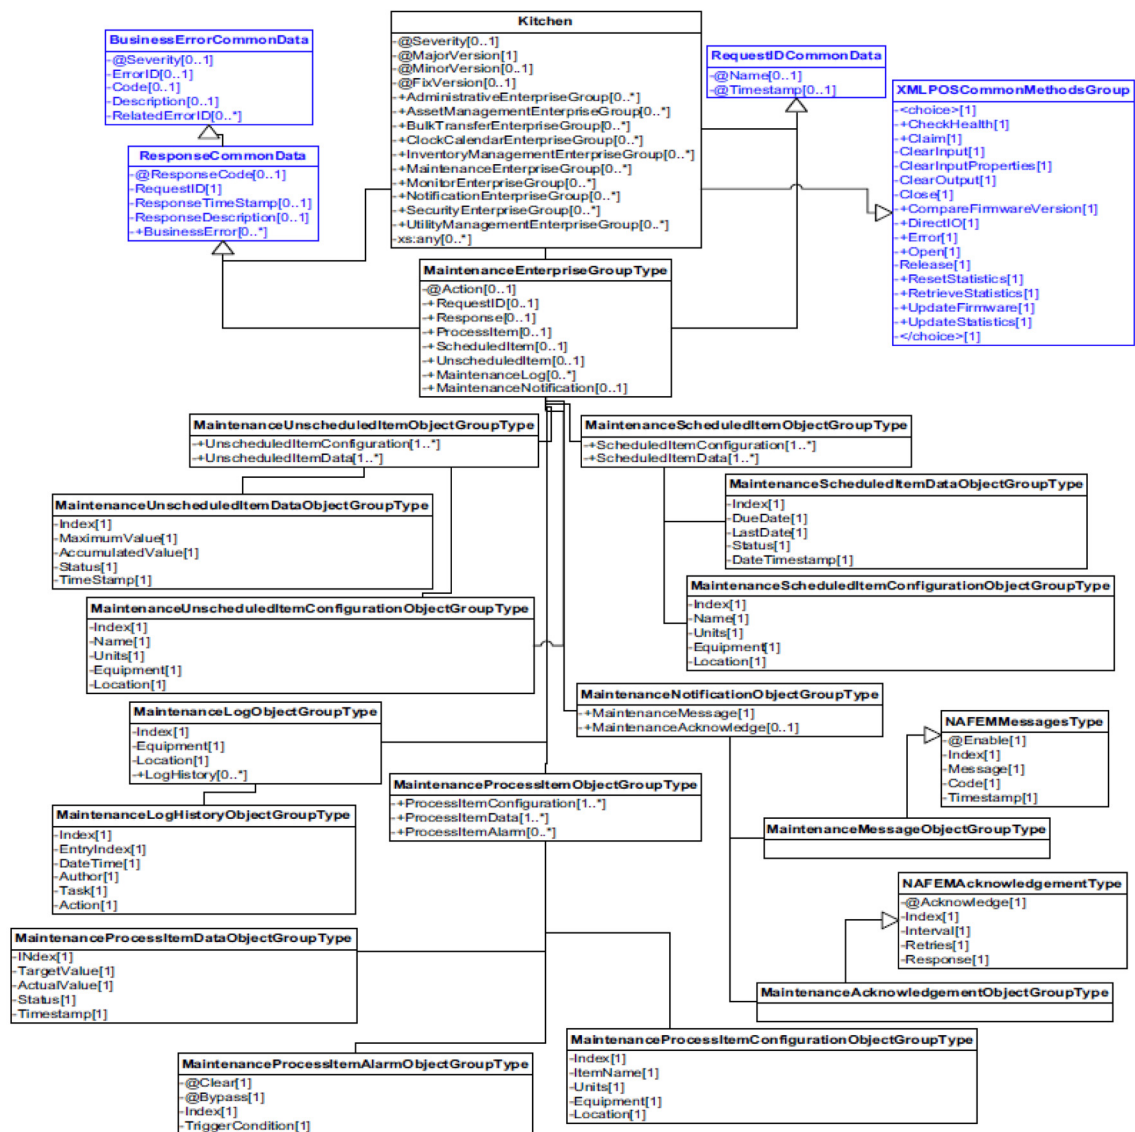 Kitchen
-@Severity[0..1]
-@MajorVersion[1]
-@MinorVersion[0..1]
-@FixVersion[0..1]
-+AdministrativeEnterpriseGroup[0..*]
-+AssetManagementEnterpriseGroup[0..*]
-+BulkTransferEnterpriseGroup[0..*]
-+ClockCalendarEnterpriseGroup[0..*]
-+InventoryManagementEnterpriseGroup[0..*]
-+MaintenanceEnterpriseGroup[0..*]
-+MonitorEnterpriseGroup[0..*]
-+NotificationEnterpriseGroup[0..*]
-+SecurityEnterpriseGroup[0..*]
-+UtilityManagementEnterpriseGroup[0..*]
-xs:any[0..*]
BusinessErrorCommonData
-@Severity[0..1]
-ErrorID[0..1]
-Code[0..1]
-Description[0..1]
-RelatedErrorID[0..*]
RequestIDCommonData
-@Name[0..1]
-@Timestamp[0..1]
XMLPOSCommonMethodsGroup
-<choice>[1]
-+CheckHealth[1]
-+Claim[1]
-ClearInput[1]
-ClearInputProperties[1]
-ClearOutput[1]
-Close[1]
-+CompareFirmwareVersion[1]
-+DirectIO[1]
-+Error[1]
-+Open[1]
-Release[1]
-+ResetStatistics[1]
-+RetrieveStatistics[1]
-+UpdateFirmware[1]
-+UpdateStatistics[1]
-</choice>[1]
ResponseCommonData
-@ResponseCode[0..1]
-RequestID[1]
-ResponseTimeStamp[0..1]
-ResponseDescription[0..1]
-+BusinessError[0..*]
MaintenanceEnterpriseGroupType
-@Action[0..1]
-+RequestID[0..1]
-+Response[0..1]
-+ProcessItem[0..1]
-+ScheduledItem[0..1]
-+UnscheduledItem[0..1]
-+MaintenanceLog[0..*]
-+MaintenanceNotification[0..1]
MaintenanceUnscheduledItemObjectGroupType
-+UnscheduledItemConfiguration[1..*]
-+UnscheduledItemData[1..*]
MaintenanceScheduledItemObjectGroupType
-+ScheduledItemConfiguration[1..*]
-+ScheduledItemData[1..*]
MaintenanceUnscheduledItemDataObjectGroupType
-Index[1]
-MaximumValue[1]
-AccumulatedValue[1]
-Status[1]
-TimeStamp[1]
MaintenanceScheduledItemDataObjectGroupType
-Index[1]
-DueDate[1]
-LastDate[1]
-Status[1]
-DateTimestamp[1]
MaintenanceUnscheduledItemConfigurationObjectGroupType
-Index[1]
-Name[1]
-Units[1]
-Equipment[1]
-Location[1]
MaintenanceScheduledItemConfigurationObjectGroupType
-Index[1]
-Name[1]
-Units[1]
-Equipment[1]
-Location[1]
MaintenanceNotificationObjectGroupType
-+MaintenanceMessage[1]
-+MaintenanceAcknowledge[0..1]
MaintenanceLogObjectGroupType
-Index[1]
-Equipment[1]
-Location[1]
-+LogHistory[0..*]
NAFEMMessagesType
-@Enable[1]
-Index[1]
-Message[1]
-Code[1]
-Timestamp[1]
MaintenanceProcessItemObjectGroupType
-+ProcessItemConfiguration[1..*]
-+ProcessItemData[1..*]
-+ProcessItemAlarm[0..*]
MaintenanceLogHistoryObjectGroupType
-Index[1]
-EntryIndex[1]
-DateTime[1]
-Author[1]
-Task[1]
-Action[1]
MaintenanceMessageObjectGroupType
NAFEMAcknowledgementType
-@Acknowledge[1]
-Index[1]
-Interval[1]
-Retries[1]
-Response[1]
MaintenanceProcessItemDataObjectGroupType
-INdex[1]
-TargetValue[1]
-ActualValue[1]
-Status[1]
-Timestamp[1]
MaintenanceAcknowledgementObjectGroupType
MaintenanceProcessItemConfigurationObjectGroupType
-Index[1]
-ItemName[1]
-Units[1]
-Equipment[1]
-Location[1]
MaintenanceProcessItemAlarmObjectGroupType
-@Clear[1]
-@Bypass[1]
-Index[1]
-TriggerCondition[1]